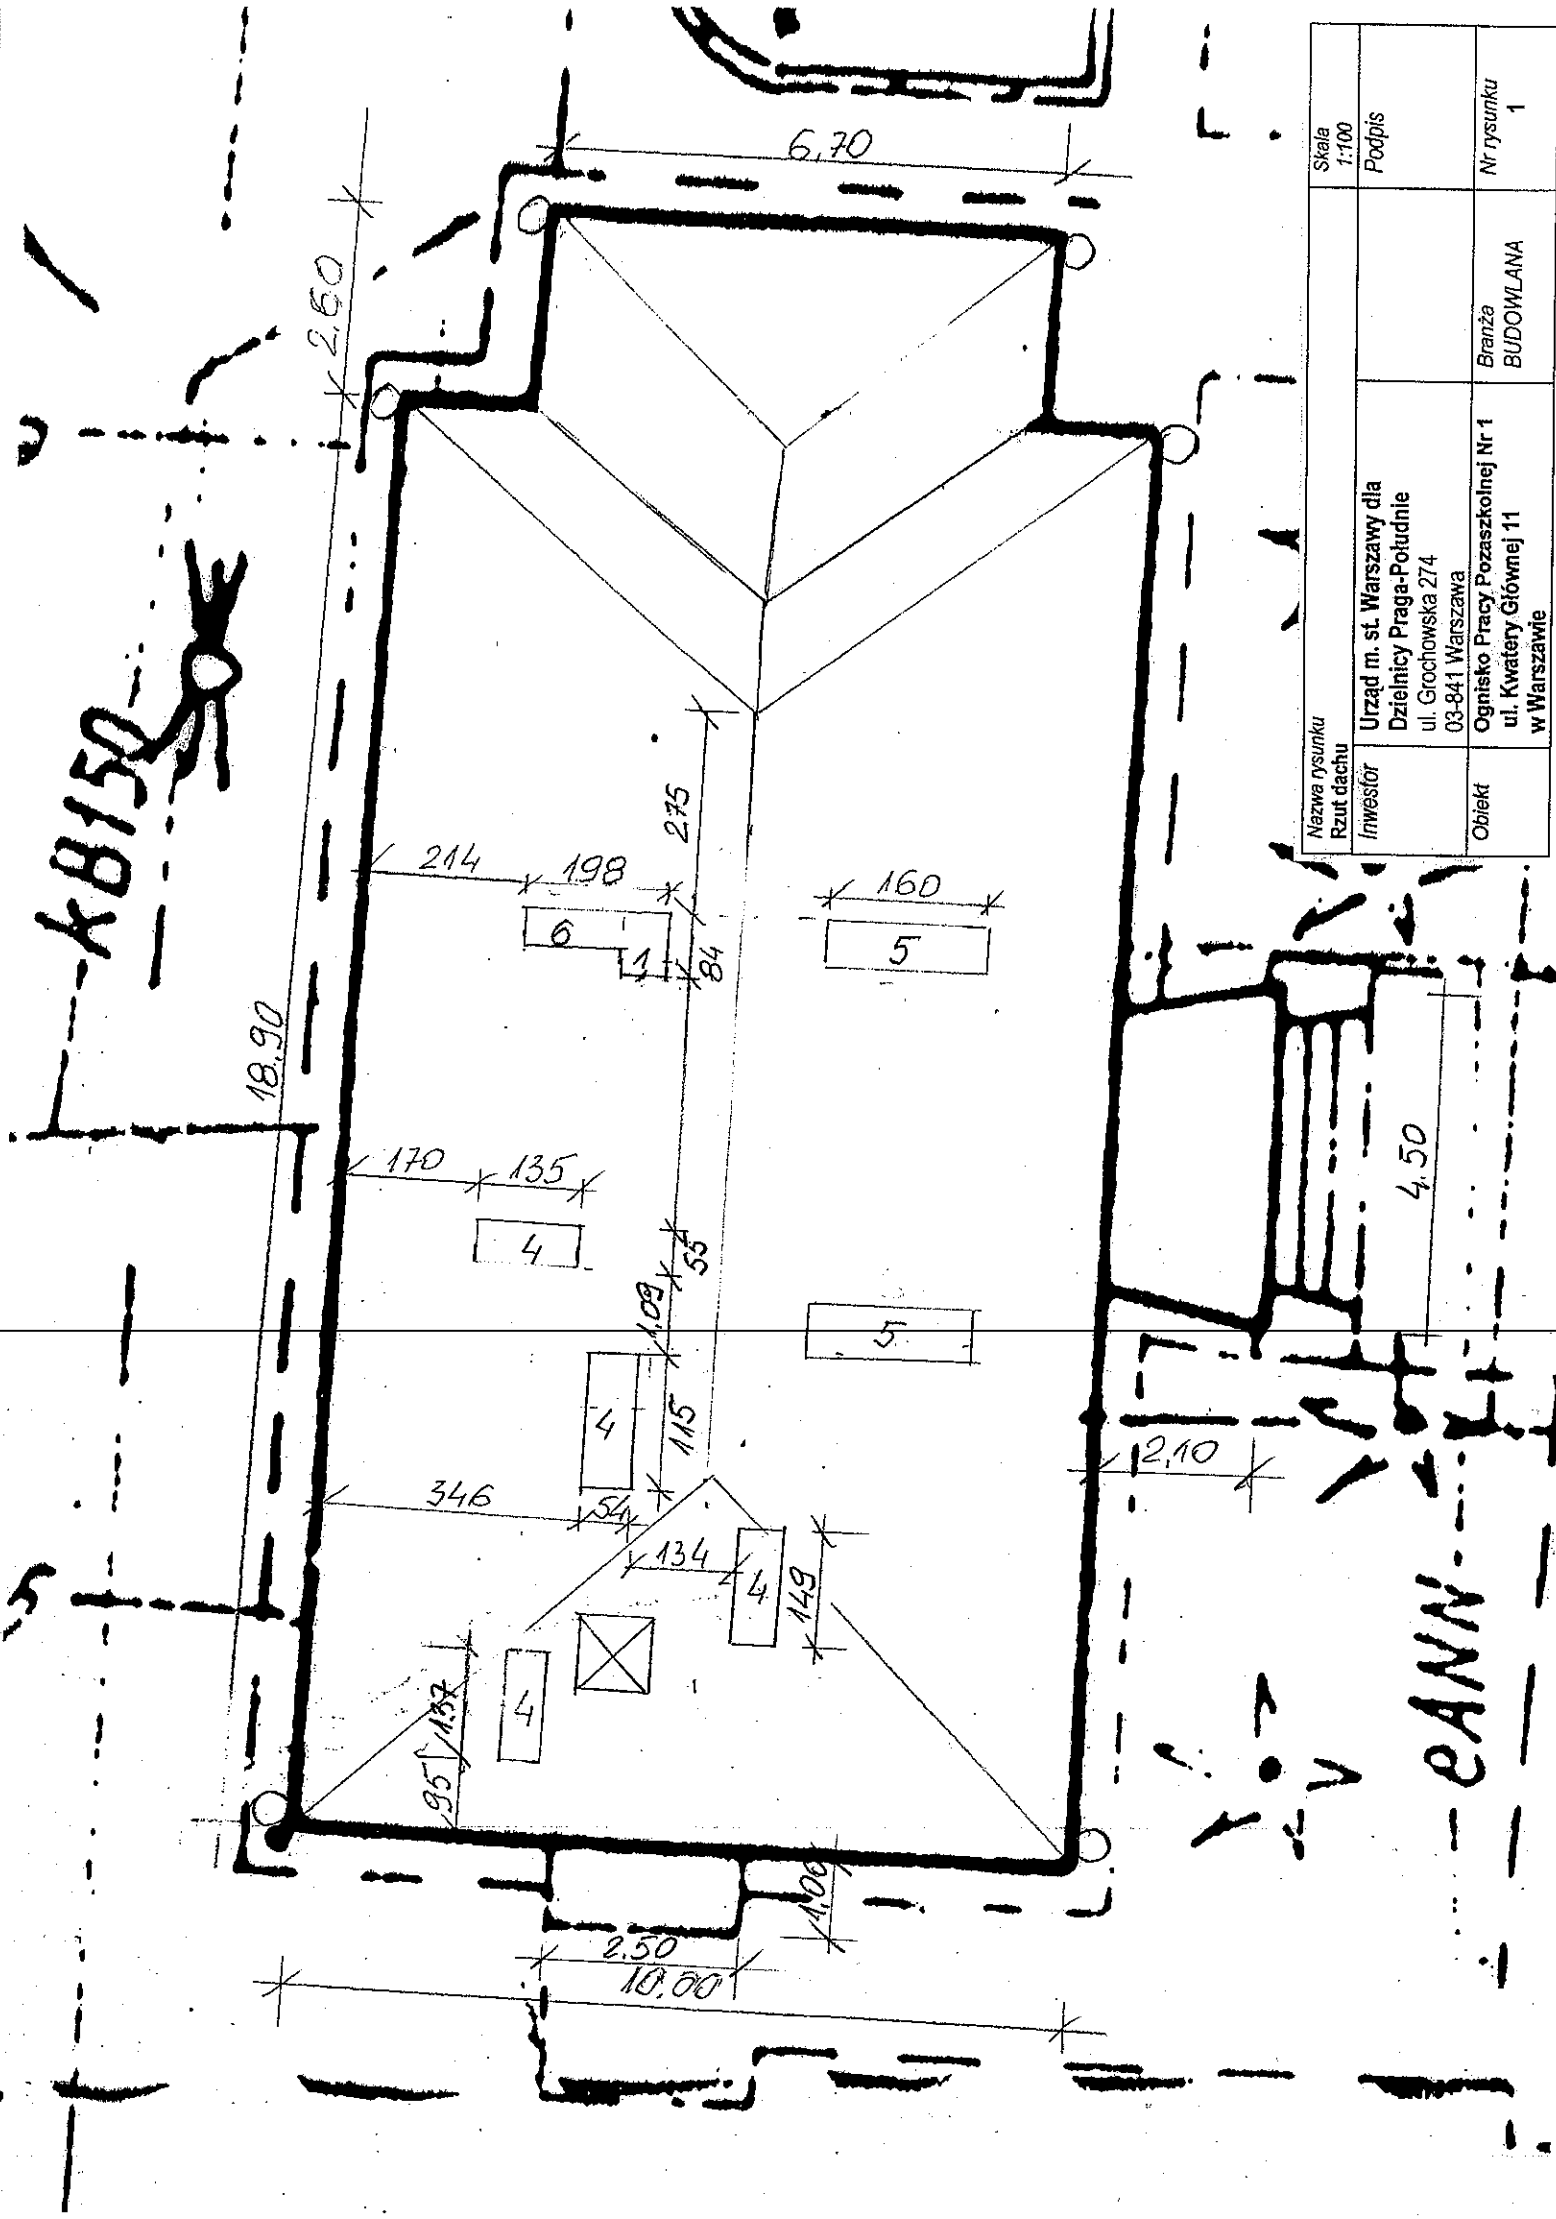 kB150
18.90
2.60
6,70
214
198
275
6
1
84
160
5
170
135
4
55
1,09
5
4
115
346
54
134
4
149
4
137
95
2,10
4.50
1,06
2.50
10.00
eANN
Nazwa rysunku
Rzut dachu
Skala
1:100
Inwestor
Urząd m. st. Warszawy dla
Dzielnicy Praga-Południe
ul. Grochowska 274
03-841 Warszawa
Podpis
Obiekt
Ognisko Pracy Pozaszkolnej Nr 1
ul. Kwatery Głównej 11
w Warszawie
Branża
BUDOWLANA
Nr rysunku
1